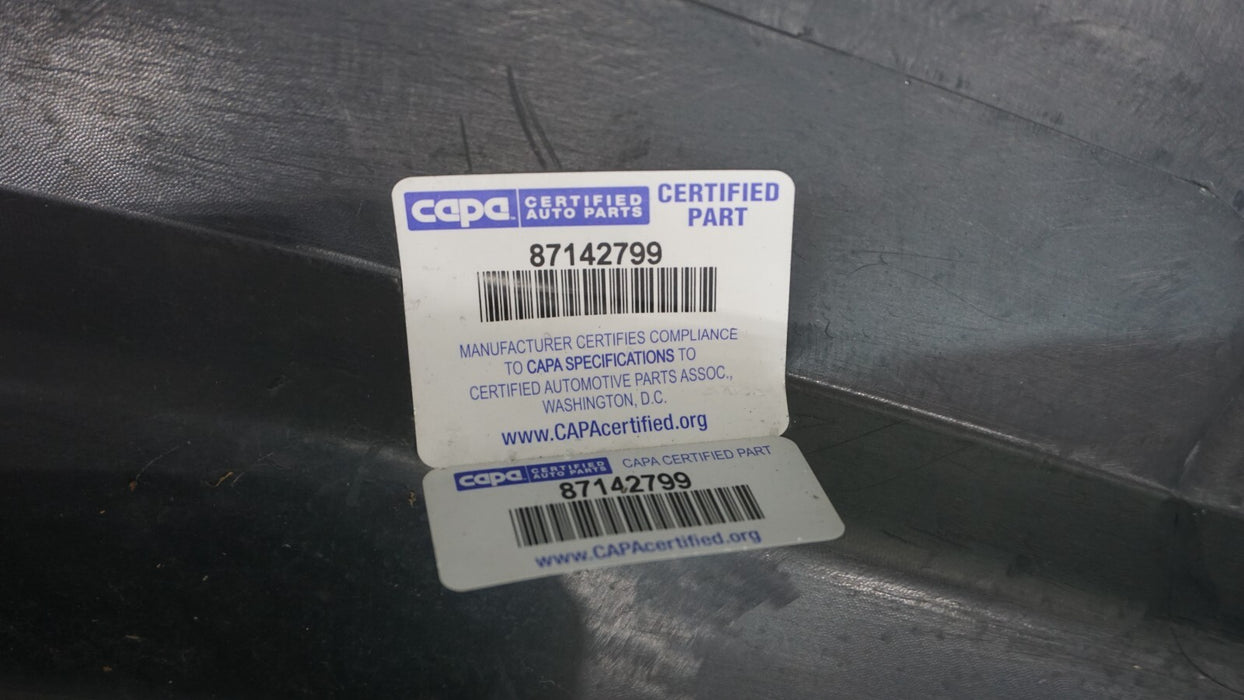 capa CERTIFIED AUTO PARTS CERTIFIED PART
87142799
MANUFACTURER CERTIFIES COMPLIANCE
TO CAPA SPECIFICATIONS TO
CERTIFIED AUTOMOTIVE PARTS ASSOC.,
WASHINGTON, D.C.
www.CAPAcertified.org
capa CERTIFIED AUTO PARTS CAPA CERTIFIED PART
87142799
www.CAPAcertified.org